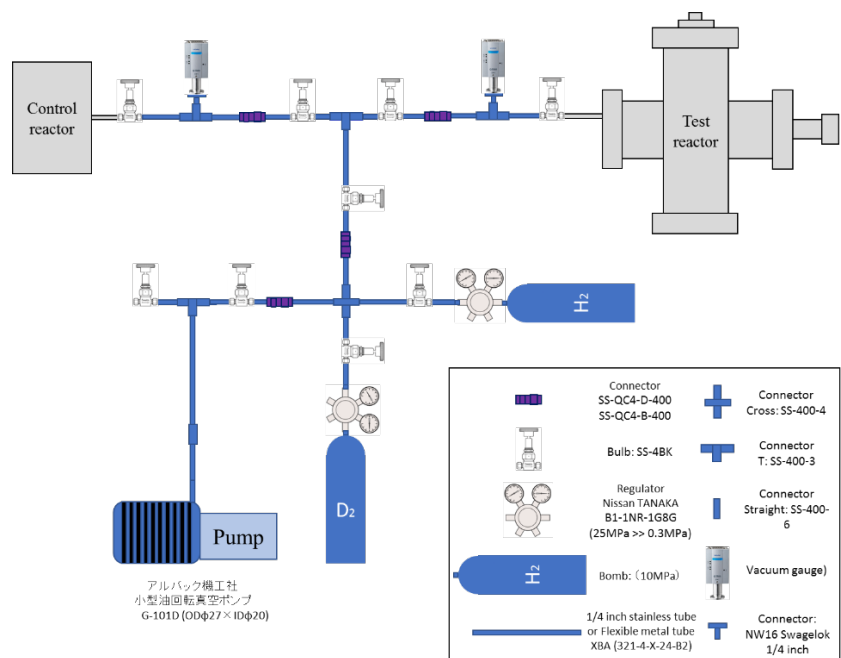 Control
reactor
Test
reactor
H2
D2
Pump
アルバック機工社
小型油回転真空ポンプ
G-101D (ODφ27×IDφ20)
Connector
SS-QC4-D-400
SS-QC4-B-400
Connector
Cross: SS-400-4
Bulb: SS-4BK
Connector
T: SS-400-3
Regulator
Nissan TANAKA
B1-1NR-1G8G
(25MPa >> 0.3MPa)
Connector
Straight: SS-400-
6
H2
Bomb: (10MPa)
Vacuum gauge)
1/4 inch stainless tube
or Flexible metal tube
XBA (321-4-X-24-B2)
Connector:
NW16 Swagelok
1/4 inch